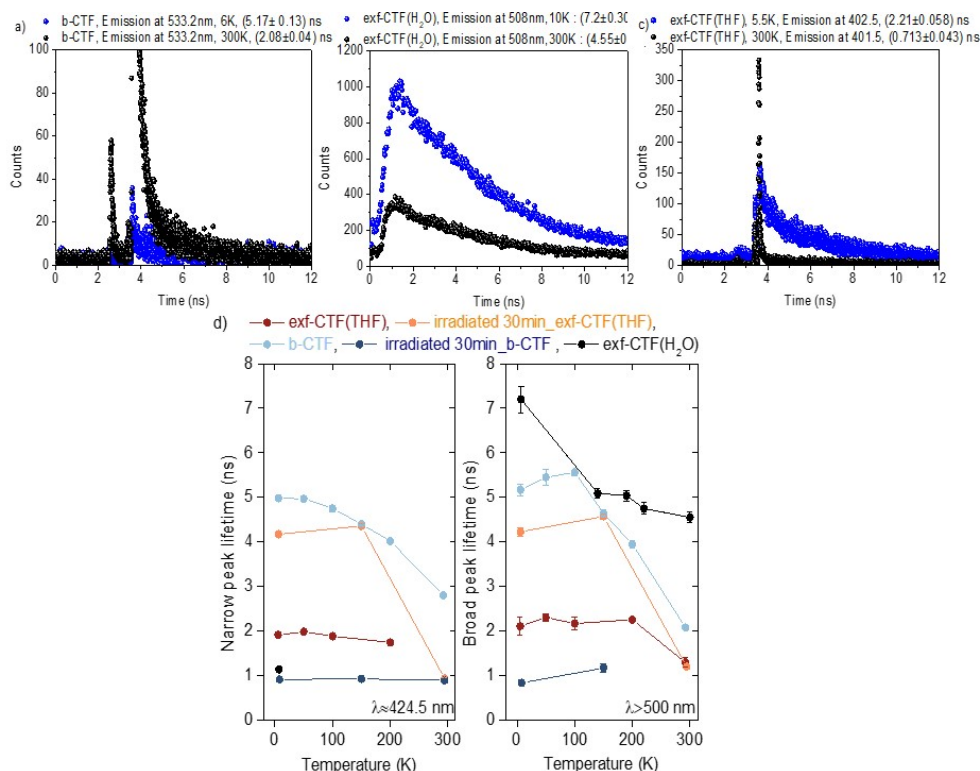 a)
b-CTF, Emission at 533.2nm, 6K, (5.17± 0.13) ns
b-CTF, Emission at 533.2nm, 300K, (2.08±0.04) ns
exf-CTF(H₂O), Emission at 508nm, 10K : (7.2±0.30
exf-CTF(H₂O), Emission at 508nm, 300K : (4.55±0
c)
exf-CTF(THF), 5.5K, Emission at 402.5, (2.21±0.058) ns
exf-CTF(THF), 300K, Emission at 401.5, (0.713±0.043) ns
100
80
60
40
20
0
Counts
0 2 4 6 8 10 12
Time (ns)
1200
1000
800
600
400
200
0
Counts
0 2 4 6 8 10 12
Time (ns)
350
300
250
200
150
100
50
0
Counts
0 2 4 6 8 10 12
Time (ns)
d)
exf-CTF(THF), irradiated 30min_exf-CTF(THF),
b-CTF, irradiated 30min_b-CTF , exf-CTF(H₂O)
8
7
6
5
4
3
2
1
0
Narrow peak lifetime (ns)
λ≈424.5 nm
0 100 200 300
Temperature (K)
8
7
6
5
4
3
2
1
0
Broad peak lifetime (ns)
λ>500 nm
0 100 200 300
Temperature (K)